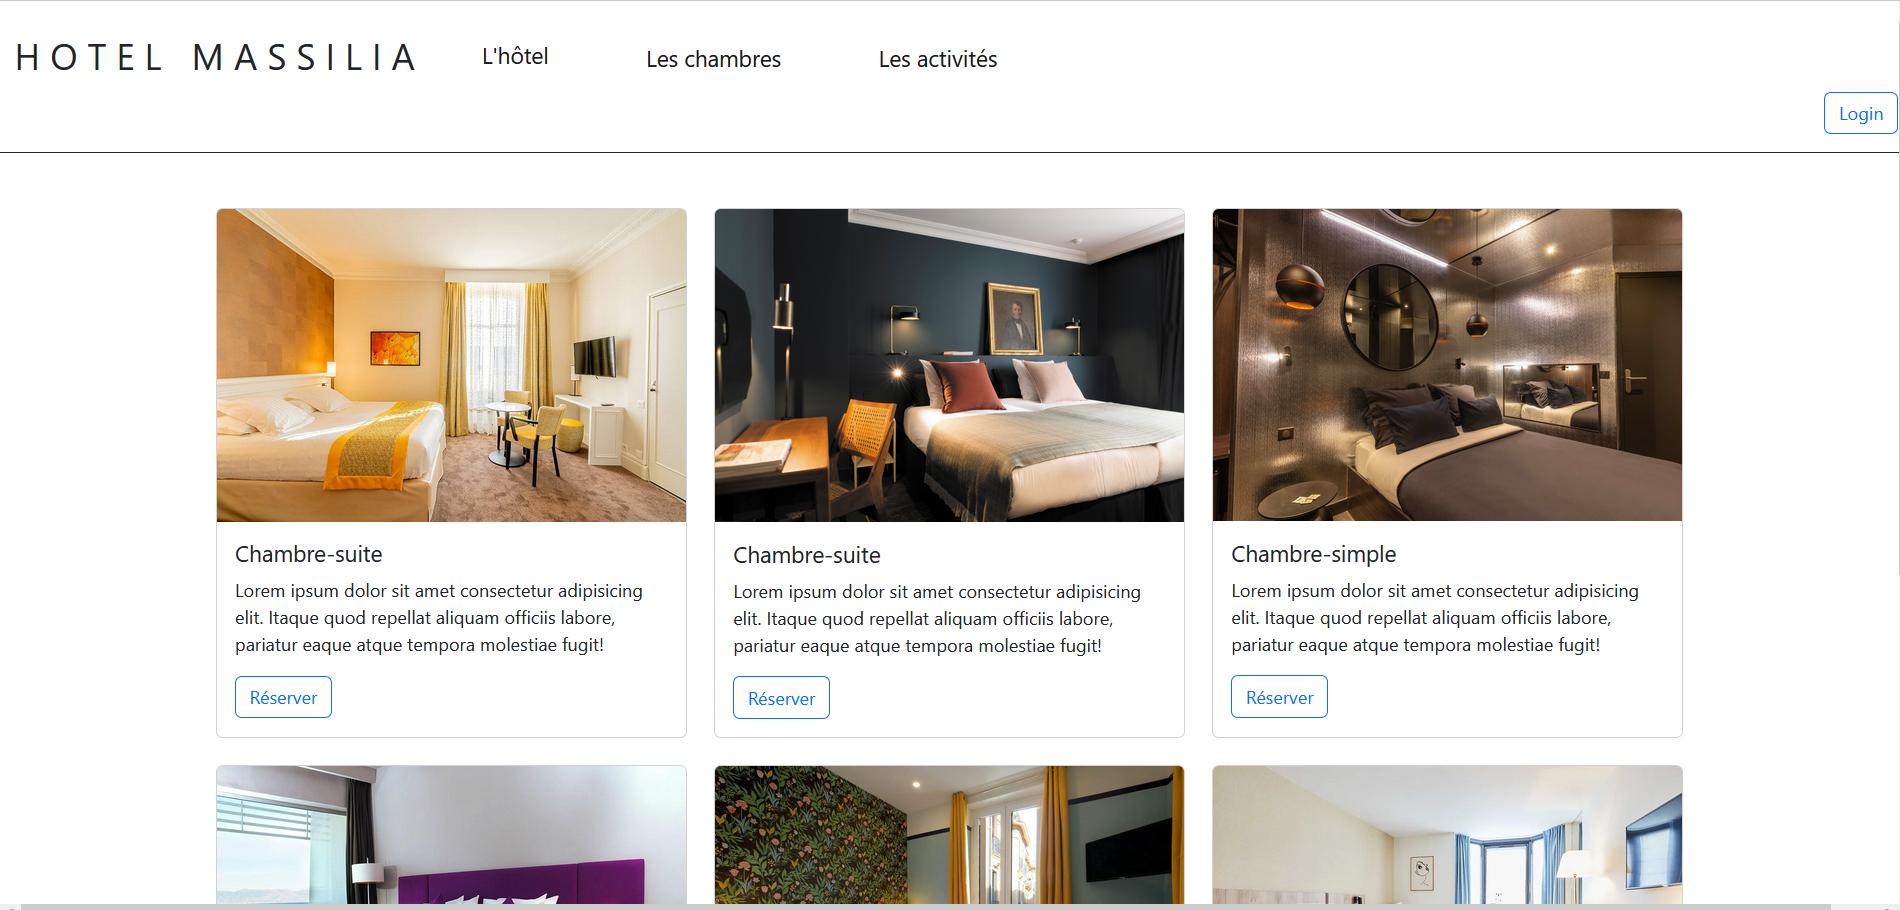 HOTEL MASSILIA
L'hôtel
Les chambres
Les activités
Login
Chambre-suite
Lorem ipsum dolor sit amet consectetur adipisicing
elit. Itaque quod repellat aliquam officiis labore,
pariatur eaque atque tempora molestiae fugit!
Réserver
Chambre-suite
Lorem ipsum dolor sit amet consectetur adipisicing
elit. Itaque quod repellat aliquam officiis labore,
pariatur eaque atque tempora molestiae fugit!
Réserver
Chambre-simple
Lorem ipsum dolor sit amet consectetur adipisicing
elit. Itaque quod repellat aliquam officiis labore,
pariatur eaque atque tempora molestiae fugit!
Réserver